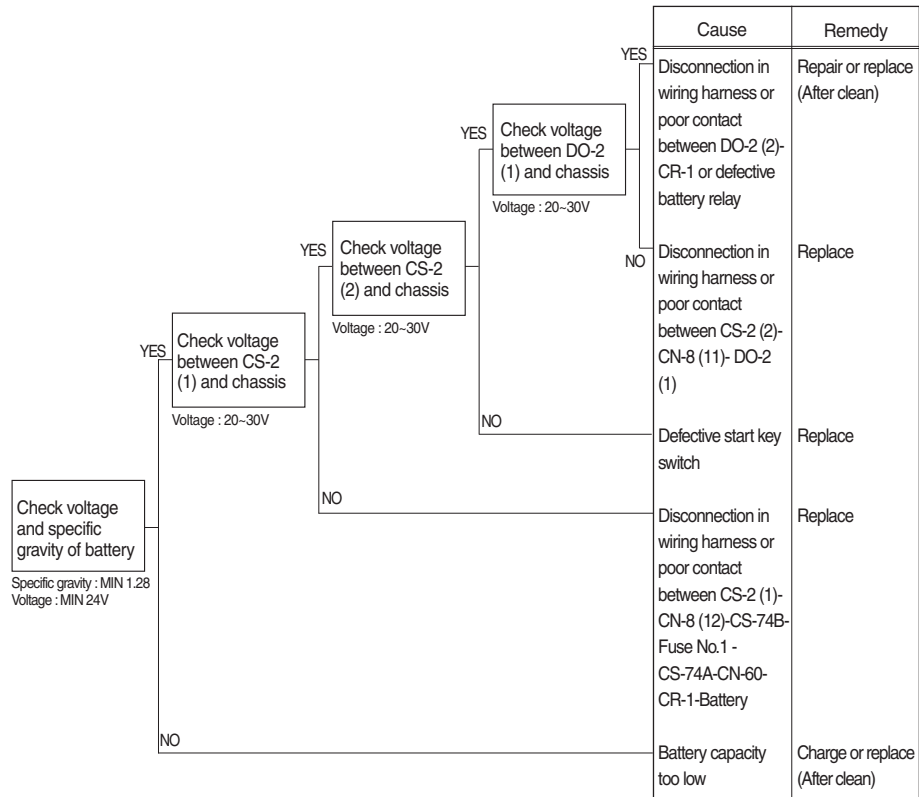 Cause
Remedy
YES
Disconnection in
wiring harness or
poor contact
between DO-2 (2)-
CR-1 or defective
battery relay
Repair or replace
(After clean)
YES
Check voltage
between DO-2
(1) and chassis
Voltage : 20~30V
NO
Disconnection in
wiring harness or
poor contact
between CS-2 (2)-
CN-8 (11)- DO-2
(1)
Replace
YES
Check voltage
between CS-2
(2) and chassis
Voltage : 20~30V
NO
Defective start key
switch
Replace
YES
Check voltage
between CS-2
(1) and chassis
Voltage : 20~30V
NO
Disconnection in
wiring harness or
poor contact
between CS-2 (1)-
CN-8 (12)-CS-74B-
Fuse No.1 -
CS-74A-CN-60-
CR-1-Battery
Replace
Check voltage
and specific
gravity of battery
Specific gravity : MIN 1.28
Voltage : MIN 24V
NO
Battery capacity
too low
Charge or replace
(After clean)